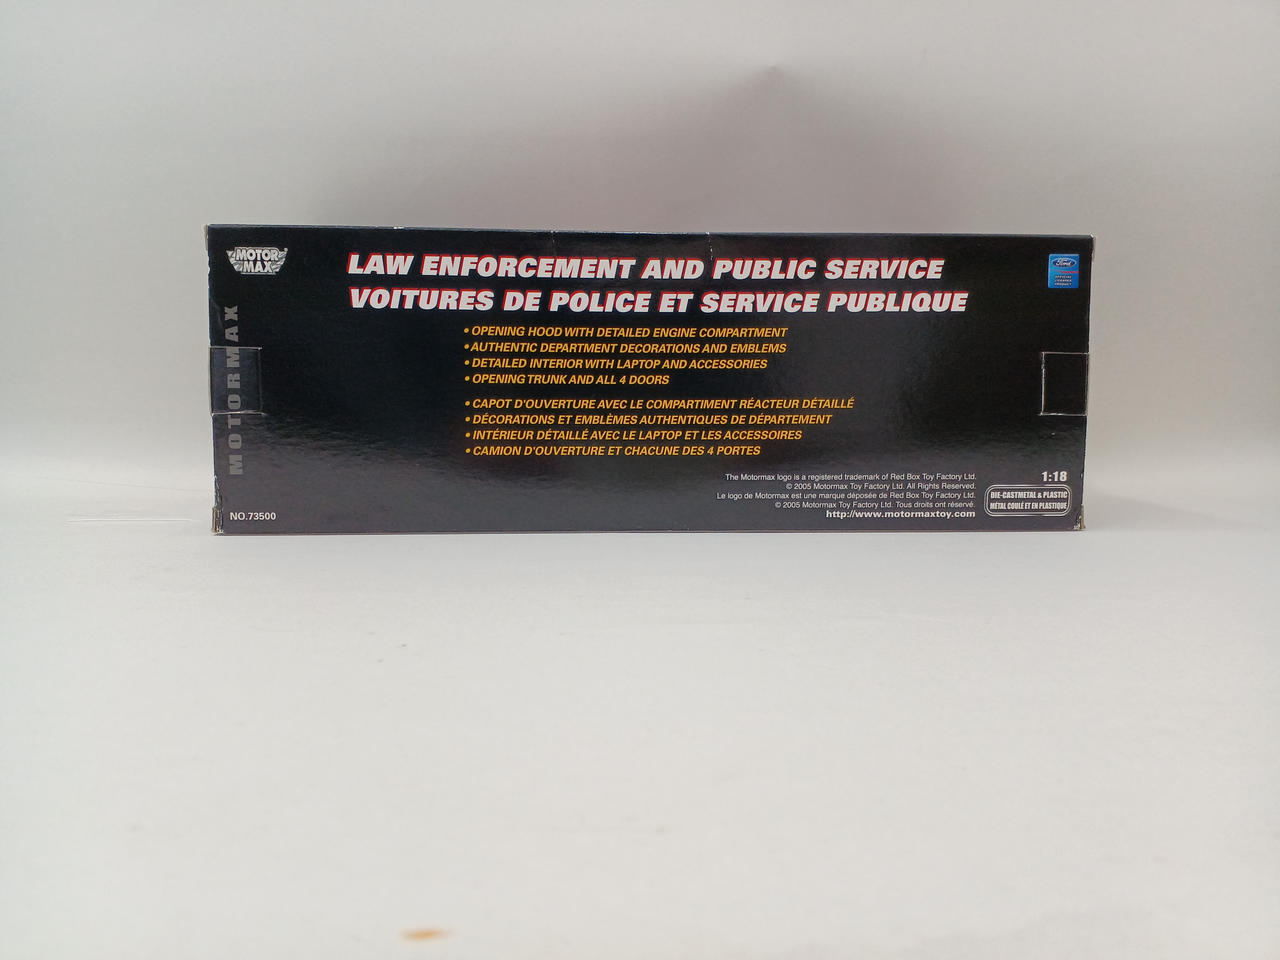 MOTOR
MAX
LAW ENFORCEMENT AND PUBLIC SERVICE
VOITURES DE POLICE ET SERVICE PUBLIQUE
Ford
OFFICIAL
LICENSED
PRODUCT
MOTORMAX
• OPENING HOOD WITH DETAILED ENGINE COMPARTMENT
• AUTHENTIC DEPARTMENT DECORATIONS AND EMBLEMS
• DETAILED INTERIOR WITH LAPTOP AND ACCESSORIES
• OPENING TRUNK AND ALL 4 DOORS
• CAPOT D'OUVERTURE AVEC LE COMPARTIMENT RÉACTEUR DÉTAILLÉ
• DÉCORATIONS ET EMBLÈMES AUTHENTIQUES DE DÉPARTEMENT
• INTÉRIEUR DÉTAILLÉ AVEC LE LAPTOP ET LES ACCESSOIRES
• CAMION D'OUVERTURE ET CHACUNE DES 4 PORTES
The Motormax logo is a registered trademark of Red Box Toy Factory Ltd.
© 2005 Motormax Toy Factory Ltd. All Rights Reserved.
Le logo de Motormax est une marque déposée de Red Box Toy Factory Ltd.
© 2005 Motormax Toy Factory Ltd. Tous droits ont réservé.
http://www.motormaxtoy.com
1:18
DIE-CASTMETAL & PLASTIC
MÉTAL COULÉ ET EN PLASTIQUE
NO.73500